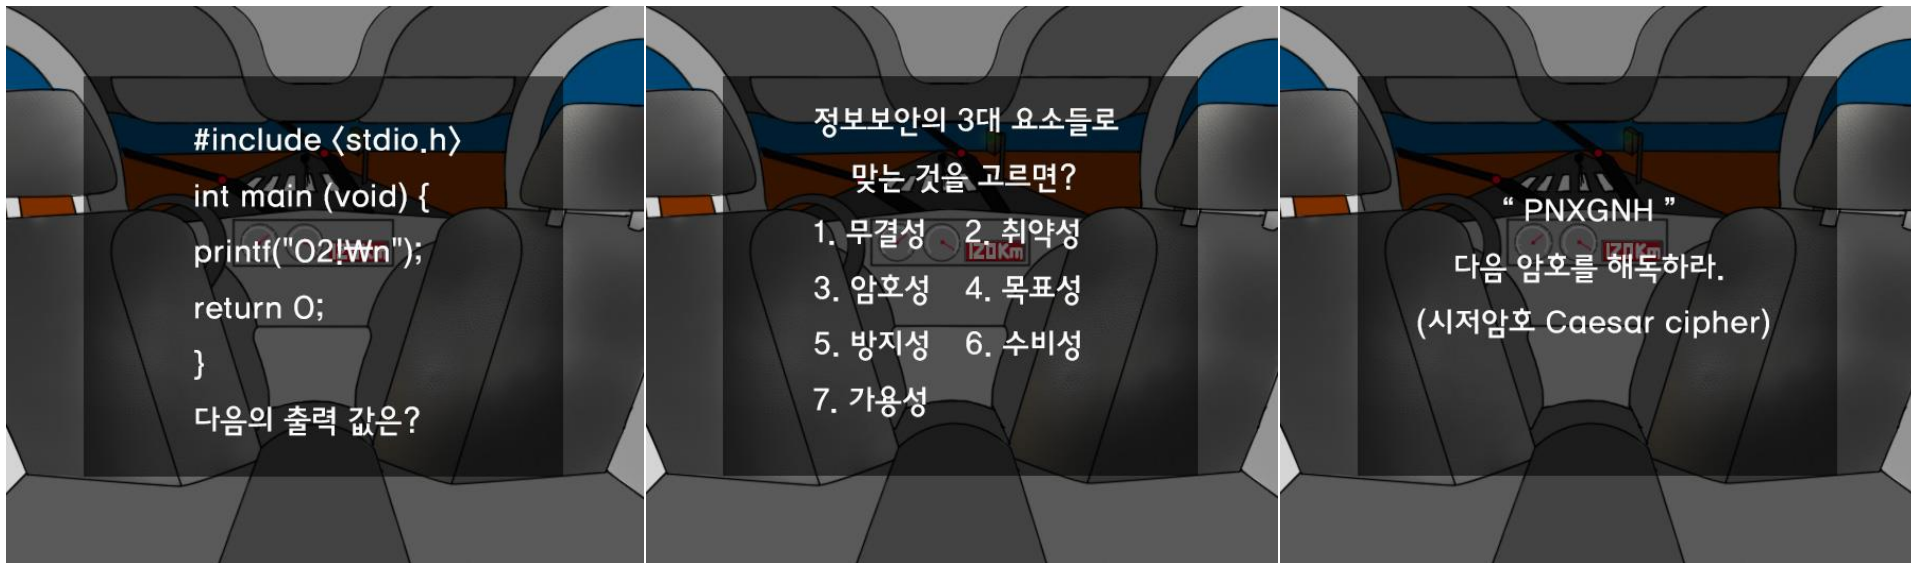 #include <stdio.h>
int main (void) {
printf("O2!₩n");
return 0;
}
다음의 출력 값은?
120Km
정보보안의 3대 요소들로
맞는 것을 고르면?
1. 무결성 2. 취약성
3. 암호성 4. 목표성
5. 방지성 6. 수비성
7. 가용성
120Km
“ PNXGNH ”
다음 암호를 해독하라.
(시저암호 Caesar cipher)
120Km